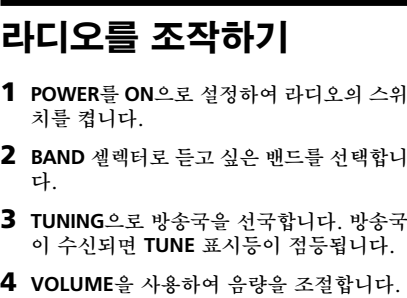 라디오를 조작하기
1 POWER를 ON으로 설정하여 라디오의 스위
치를 켭니다.
2 BAND 셀렉터로 듣고 싶은 밴드를 선택합니
다.
3 TUNING으로 방송국을 선국합니다. 방송국
이 수신되면 TUNE 표시등이 점등됩니다.
4 VOLUME을 사용하여 음량을 조절합니다.